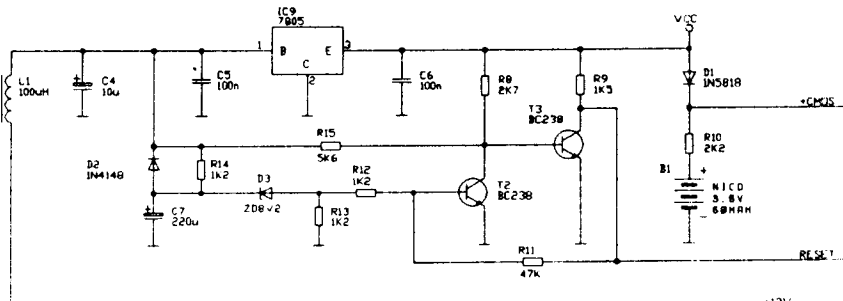 IC9
7805
VCC
1
B
E
3
C
2
L1
100uH
C4
10u
C5
100n
C6
100n
R8
2K7
R9
1K5
D1
1N5818
+CMOS
T3
BC238
R10
2K2
R15
5K6
D2
1N4148
R14
1K2
D3
ZD8v2
R12
1K2
T2
BC238
B1
NICD
3.6V
60MAH
C7
220u
R13
1K2
R11
47K
RESET